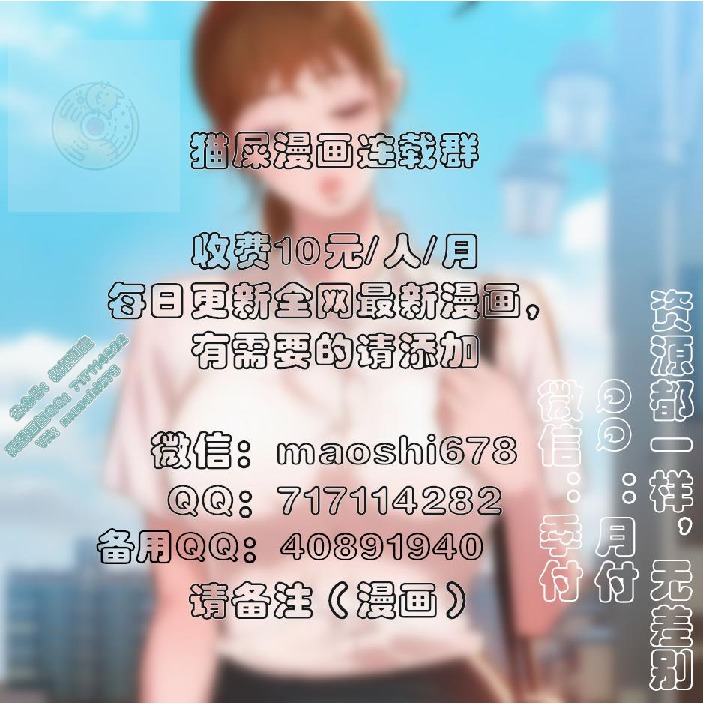 猫屎漫画连载群
收费10元/人/月
每日更新全网最新漫画,
有需要的请添加
微信：maoshi678
QQ：717114282
备用QQ：40891940
请备注（漫画）
资源都一样，无差别
QQ：月付
微信：季付